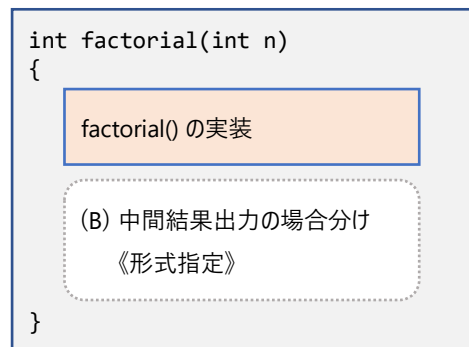 int factorial(int n)
{
factorial() の実装
(B) 中間結果出力の場合分け
《形式指定》
}